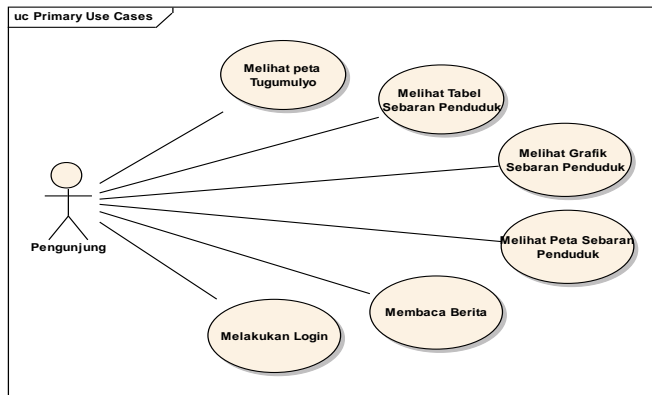 uc Primary Use Cases
Melihat peta
Tugumulyo
Melihat Tabel
Sebaran Penduduk
Melihat Grafik
Sebaran Penduduk
Melihat Peta Sebaran
Penduduk
Pengunjung
Membaca Berita
Melakukan Login